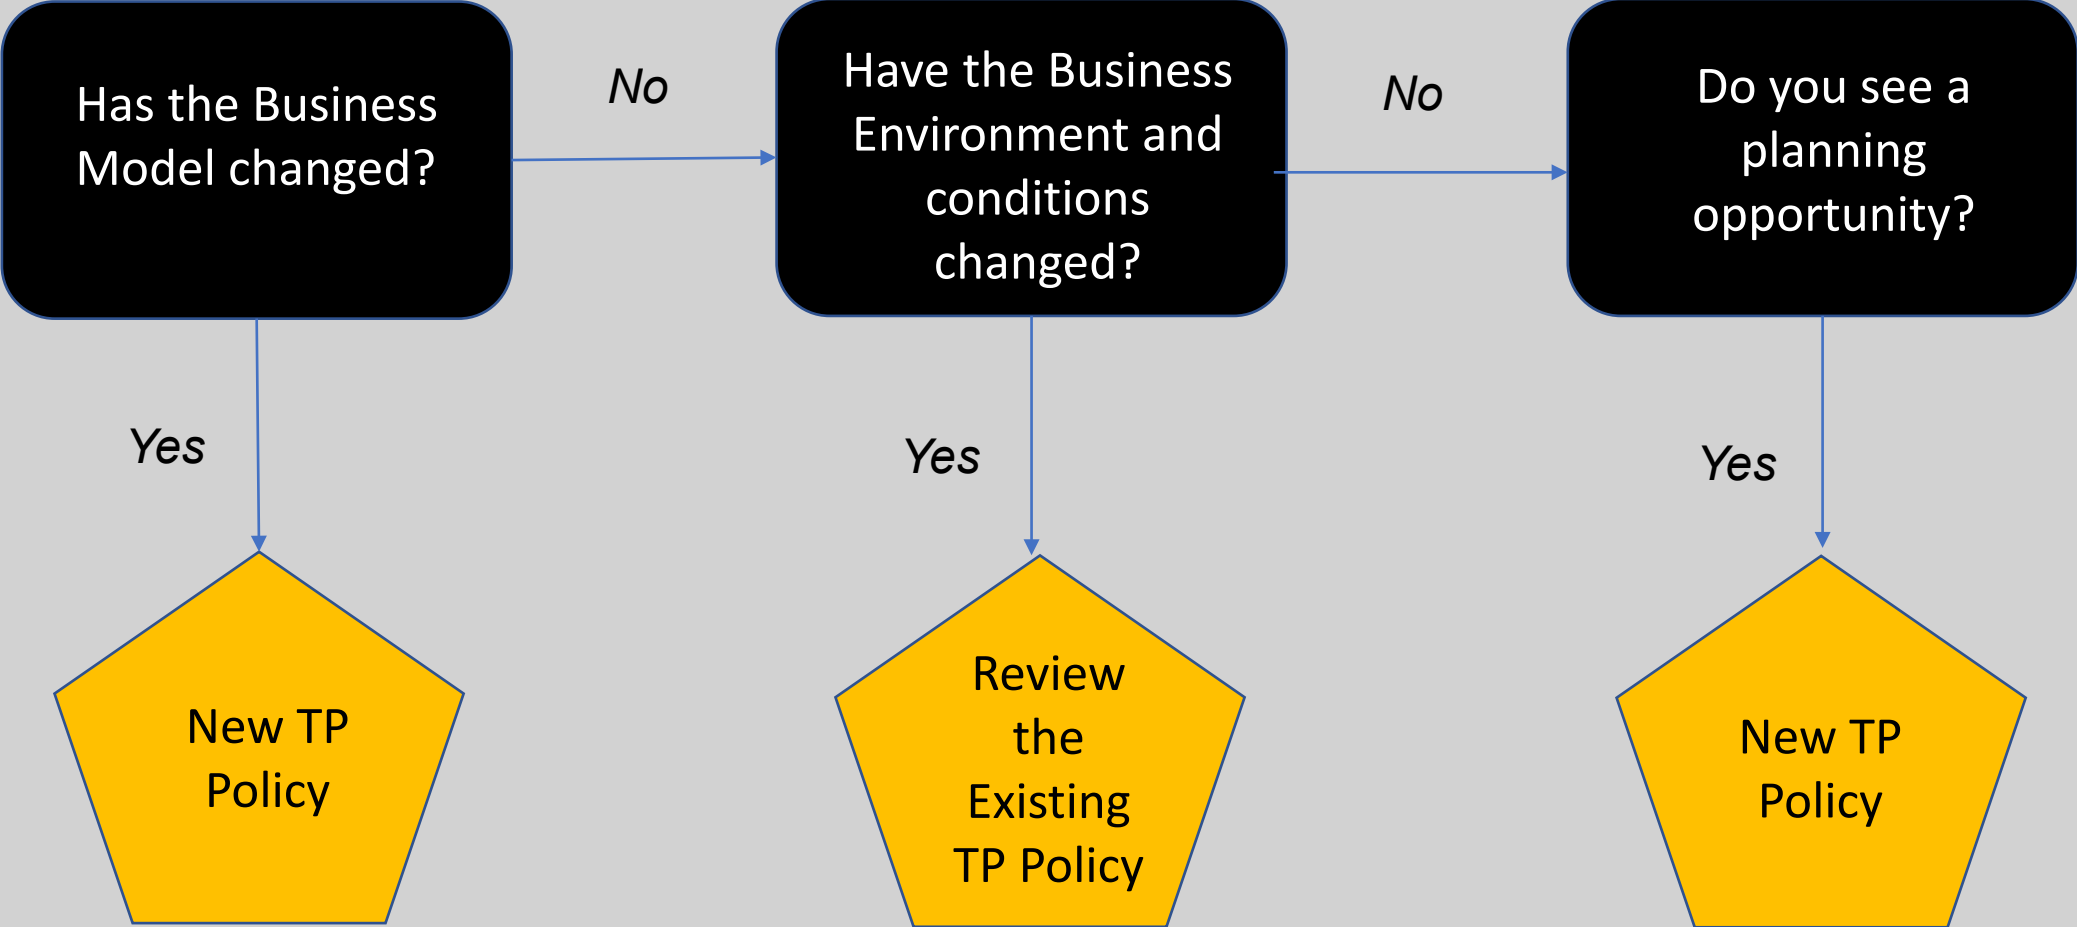 Has the Business
Model changed?
No
Have the Business
Environment and
conditions
changed?
No
Do you see a
planning
opportunity?
Yes
Yes
Yes
New TP
Policy
Review
the
Existing
TP Policy
New TP
Policy